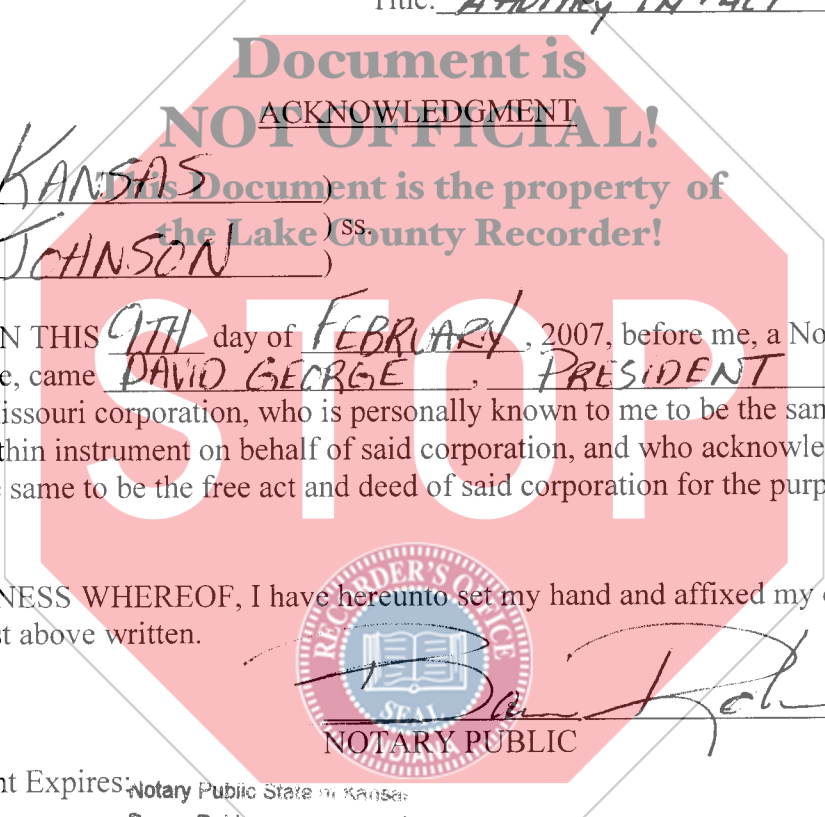 Title:
Document is
NOT OFFICIAL!
ACKNOWLEDGMENT
This Document is the property of
the Lake County Recorder!
KANSAS )
) ss.
JOHNSON )
STOP
N THIS 9TH day of FEBRUARY, 2007, before me, a No
e, came DAVID GEORGE, PRESIDENT
issouri corporation, who is personally known to me to be the san
thin instrument on behalf of said corporation, and who acknowle
same to be the free act and deed of said corporation for the purp
NESS WHEREOF, I have hereunto set my hand and affixed my
st above written.
RECORDER'S OFFICE
SEAL
INDIANA
NOTARY PUBLIC
nt Expires:
Notary Public State of Kansas